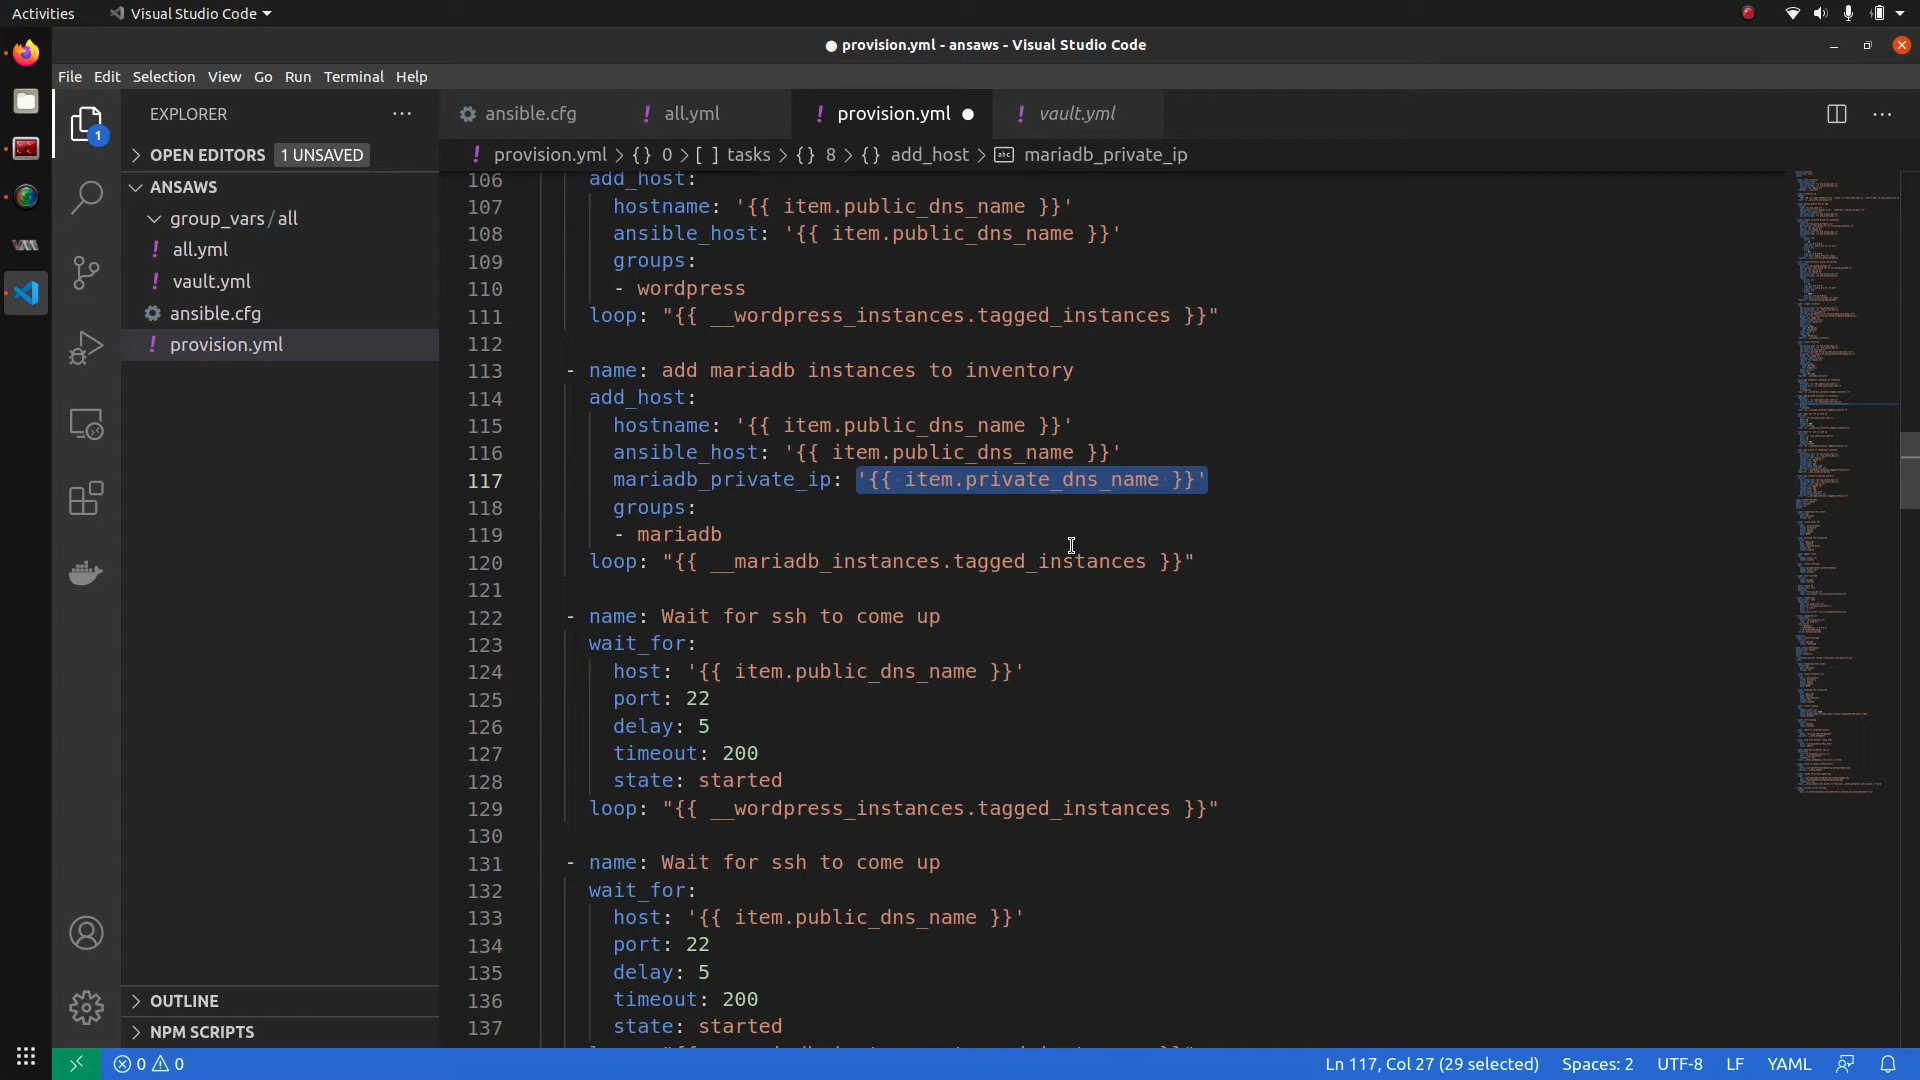 Activities
Visual Studio Code
provision.yml - ansaws - Visual Studio Code
File Edit Selection View Go Run Terminal Help
EXPLORER
OPEN EDITORS 1 UNSAVED
ANSAWS
group_vars/all
all.yml
vault.yml
ansible.cfg
provision.yml
OUTLINE
NPM SCRIPTS
1
ansible.cfg
all.yml
provision.yml
vault.yml
provision.yml > {} 0 > [ ] tasks > {} 8 > {} add_host > abc mariadb_private_ip
106 add_host:
107 hostname: '{{ item.public_dns_name }}'
108 ansible_host: '{{ item.public_dns_name }}'
109 groups:
110 - wordpress
111 loop: "{{ __wordpress_instances.tagged_instances }}"
112
113 - name: add mariadb instances to inventory
114 add_host:
115 hostname: '{{ item.public_dns_name }}'
116 ansible_host: '{{ item.public_dns_name }}'
117 mariadb_private_ip: '{{ item.private_dns_name }}'
118 groups:
119 - mariadb
120 loop: "{{ __mariadb_instances.tagged_instances }}"
121
122 - name: Wait for ssh to come up
123 wait_for:
124 host: '{{ item.public_dns_name }}'
125 port: 22
126 delay: 5
127 timeout: 200
128 state: started
129 loop: "{{ __wordpress_instances.tagged_instances }}"
130
131 - name: Wait for ssh to come up
132 wait_for:
133 host: '{{ item.public_dns_name }}'
134 port: 22
135 delay: 5
136 timeout: 200
137 state: started
0 0
Ln 117, Col 27 (29 selected)
Spaces: 2
UTF-8
LF
YAML